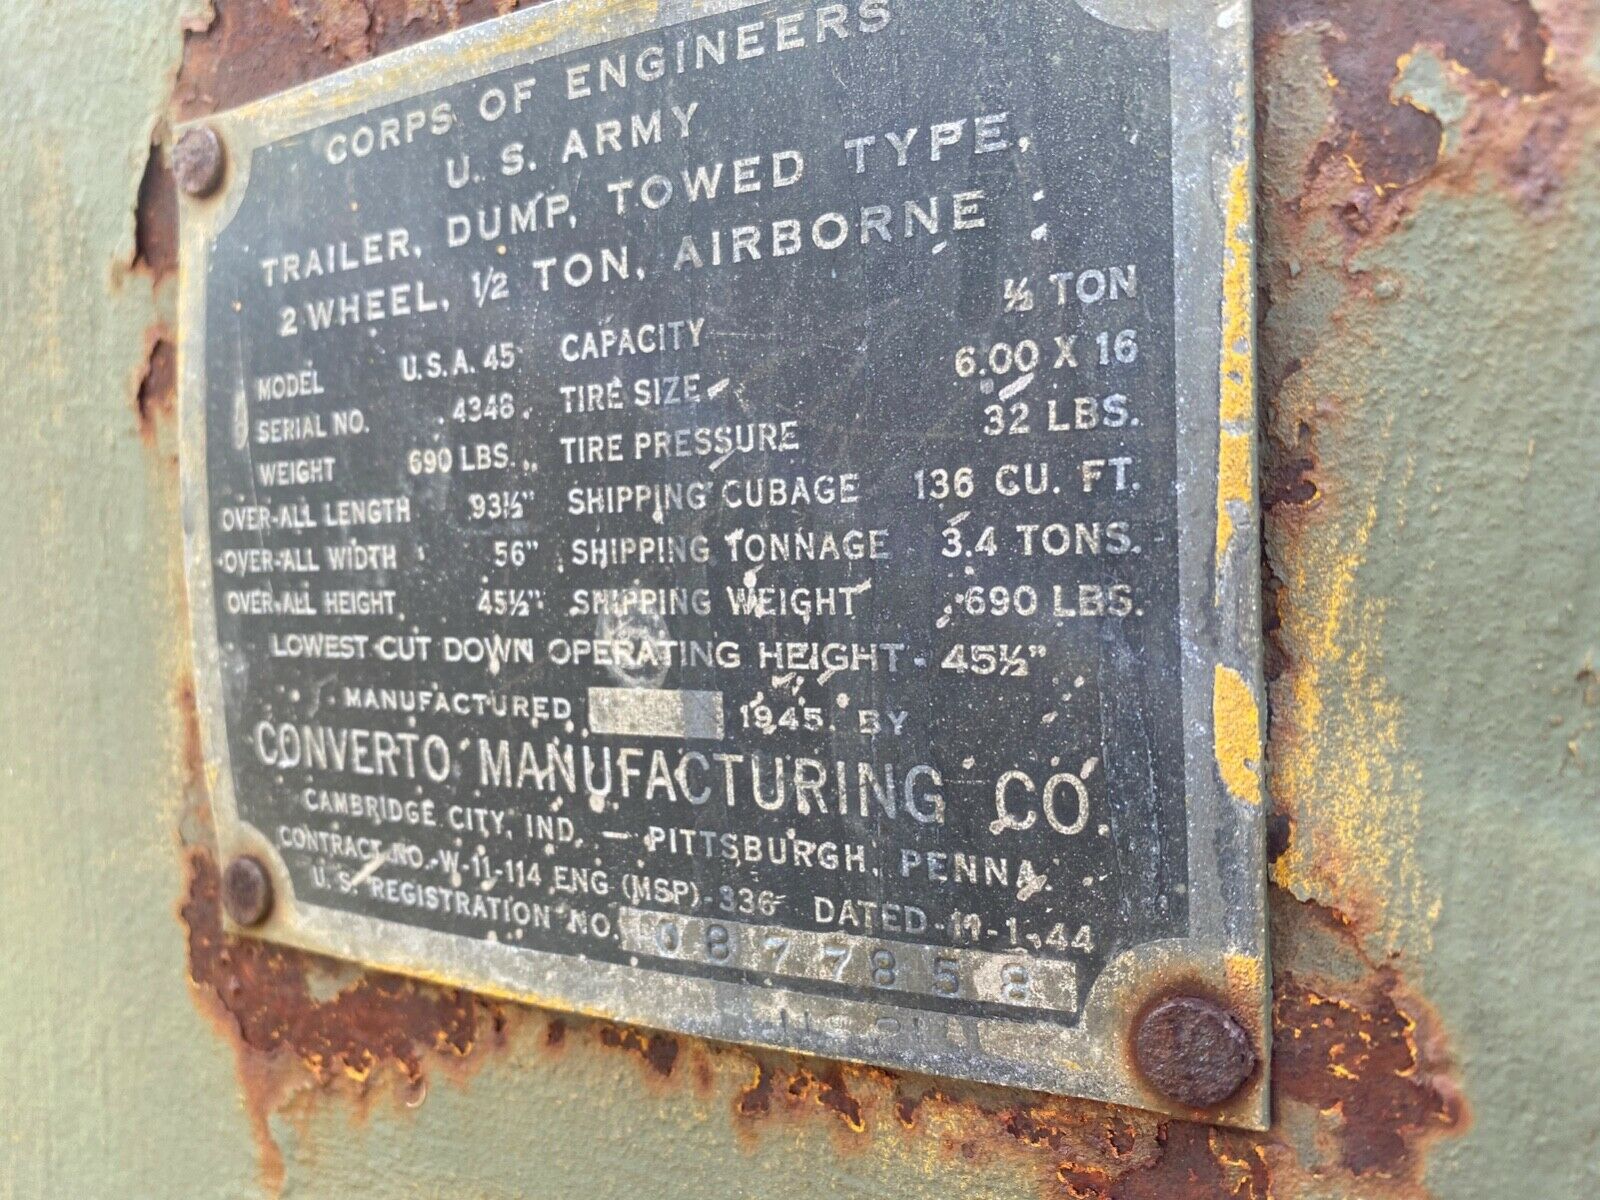 CORPS OF ENGINEERS
U. S. ARMY
TRAILER, DUMP, TOWED TYPE,
2 WHEEL, 1/2 TON, AIRBORNE
MODEL U.S.A. 45 CAPACITY 1/2 TON
SERIAL NO. 4348 TIRE SIZE 6.00 X 16
WEIGHT 690 LBS. TIRE PRESSURE 32 LBS.
OVER-ALL LENGTH 93½" SHIPPING CUBAGE 136 CU. FT.
OVER-ALL WIDTH 56" SHIPPING TONNAGE 3.4 TONS.
OVER-ALL HEIGHT 45½" SHIPPING WEIGHT 690 LBS.
LOWEST CUT DOWN OPERATING HEIGHT - 45½"
MANUFACTURED 1945 BY
CONVERTO MANUFACTURING CO.
CAMBRIDGE CITY, IND. — PITTSBURGH, PENNA.
CONTRACT NO.-W-11-114 ENG (MSP)-336 DATED
U. S. REGISTRATION NO. 0877858